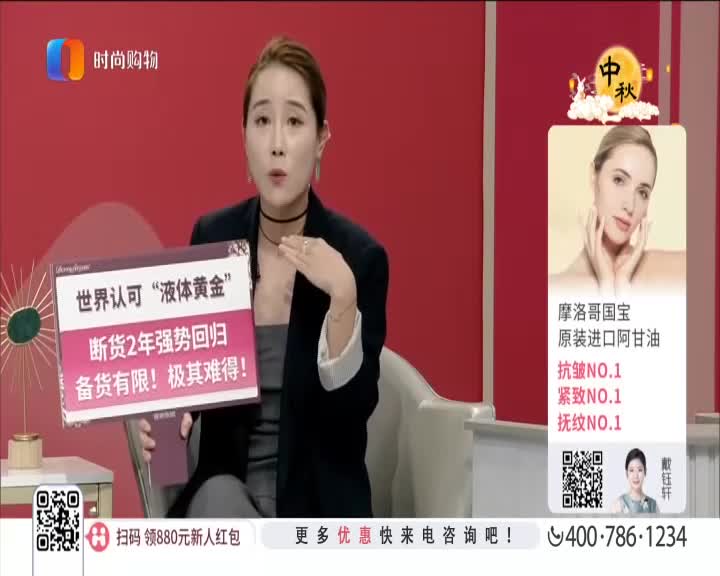 时尚购物
中秋
世界认可“液体黄金”
断货2年强势回归
备货有限!极其难得!
摩洛哥国宝
原装进口阿甘油
抗皱NO.1
紧致NO.1
抚纹NO.1
戴钰轩
扫码 领880元新人红包
更多优惠快来电咨询吧!
400-786-1234